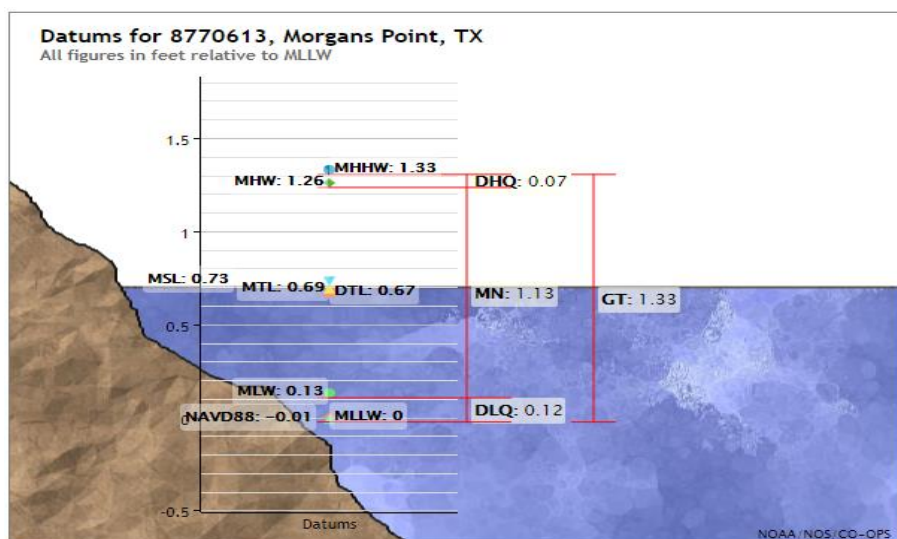 Datums for 8770613, Morgans Point, TX
All figures in feet relative to MLLW
1.5
MHHW: 1.33
MHW: 1.26
DHQ: 0.07
1
MSL: 0.73
MTL: 0.69
DTL: 0.67
MN: 1.13
GT: 1.33
0.5
MLW: 0.13
DLQ: 0.12
NAVD88: -0.01
0
MLLW: 0
-0.5
Datums
NOAA/NOS/CO-OPS